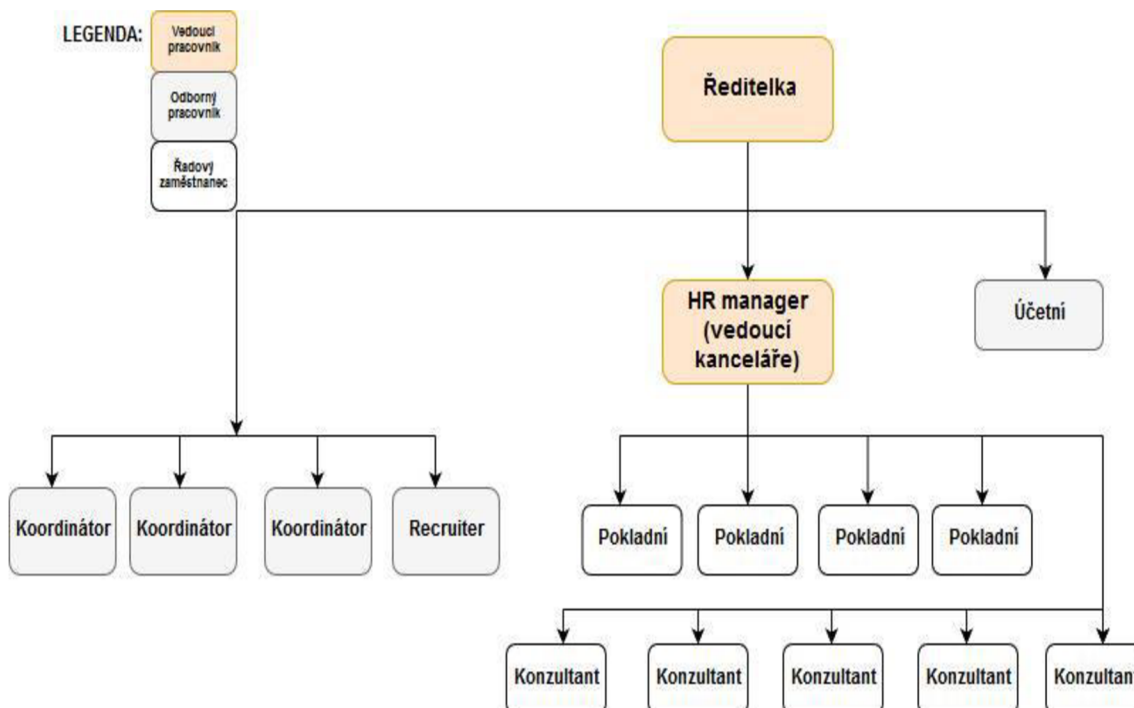 LEGENDA:
Vedoucí
pracovník
Odborný
pracovník
Řadový
zaměstnanec
Ředitelka
HR manager
(vedoucí
kanceláře)
Účetní
Koordinátor
Koordinátor
Koordinátor
Recruiter
Pokladní
Pokladní
Pokladní
Pokladní
Konzultant
Konzultant
Konzultant
Konzultant
Konzultant